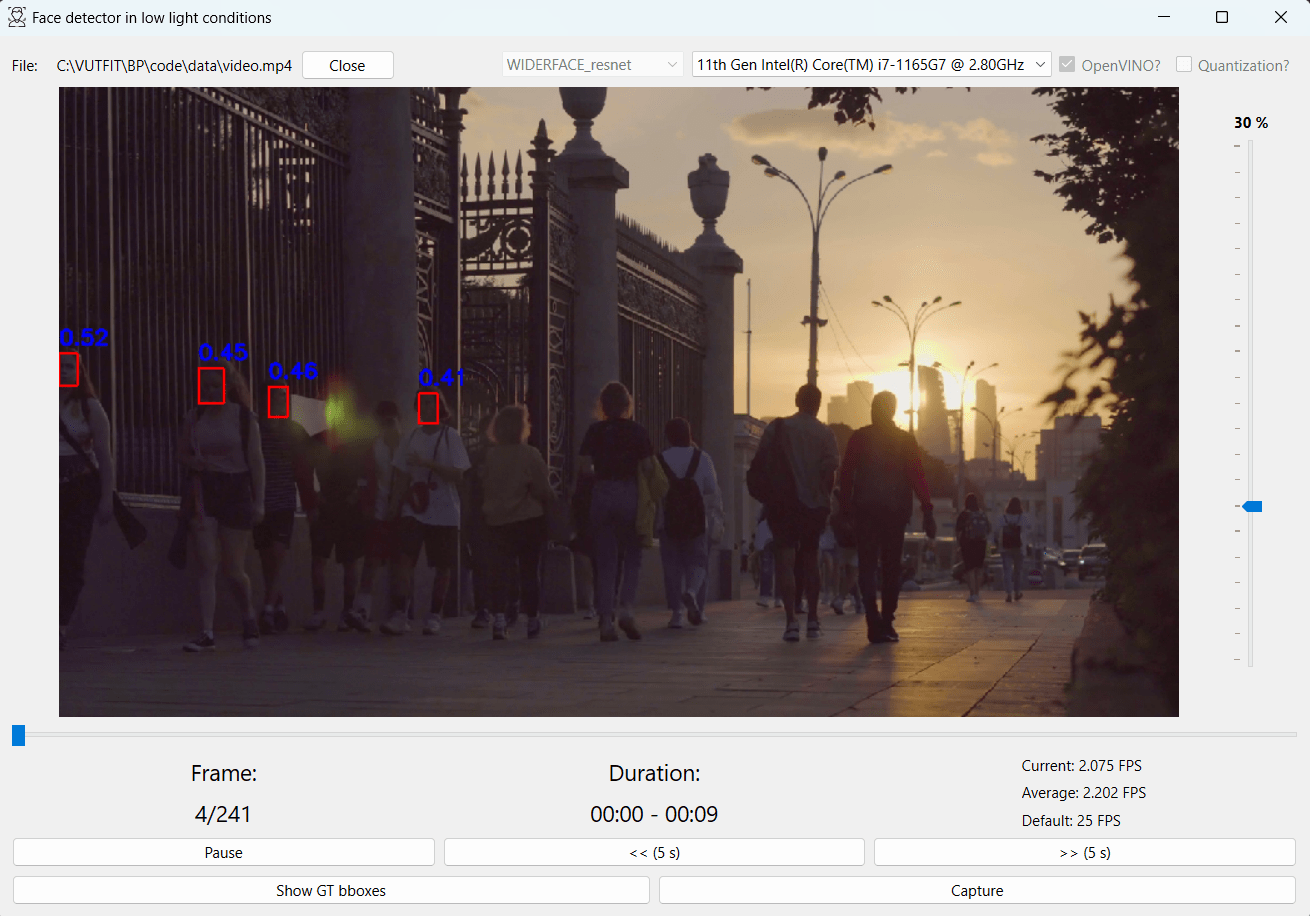 Face detector in low light conditions
File: C:\VUTFIT\BP\code\data\video.mp4 Close WIDERFACE_resnet 11th Gen Intel(R) Core(TM) i7-1165G7 @ 2.80GHz OpenVINO? Quantization?
30 %
0.52
0.45
0.46
0.41
Frame: Duration: Current: 2.075 FPS
Average: 2.202 FPS
4/241 00:00 - 00:09 Default: 25 FPS
Pause << (5 s) >> (5 s)
Show GT bboxes Capture